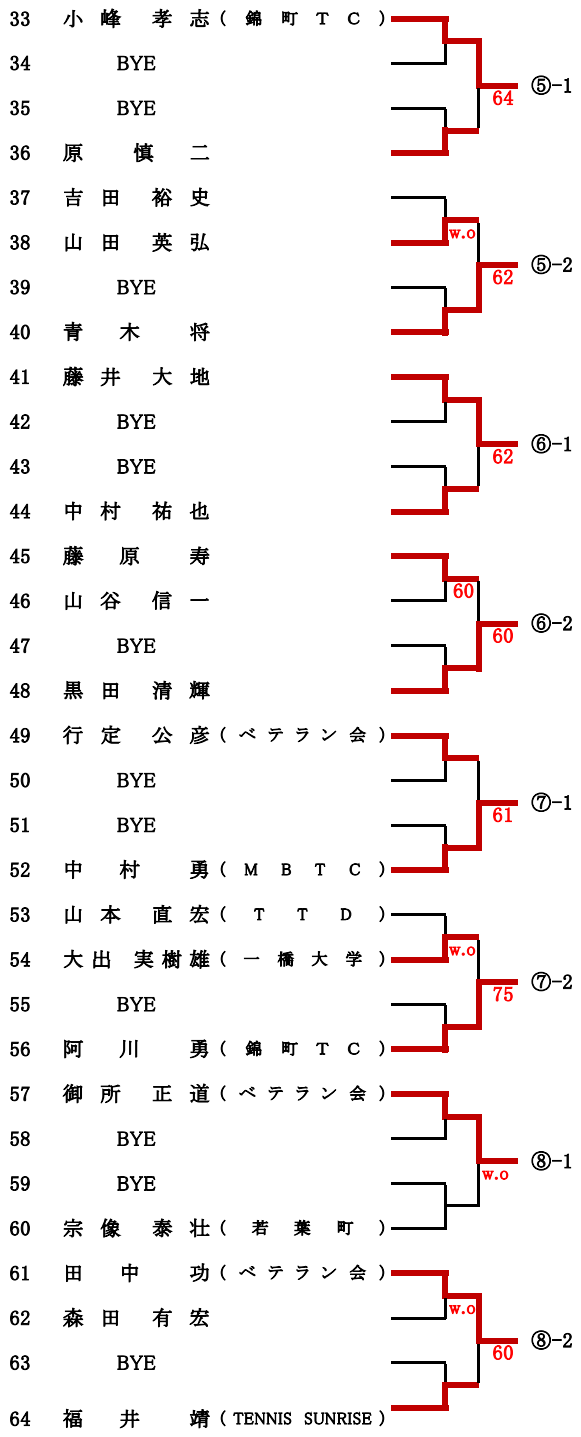 33 小峰 孝志 ( 錦町TC )
34 BYE
64 ⑤-1
35 BYE
36 原 慎二
37 吉田 裕史
38 山田 英弘 w.o
62 ⑤-2
39 BYE
40 青木 将
41 藤井 大地
42 BYE
62 ⑥-1
43 BYE
44 中村 祐也
45 藤原 寿
60
46 山谷 信一
60 ⑥-2
47 BYE
48 黒田 清輝
49 行定 公彦 ( ベテラン会 )
50 BYE
61 ⑦-1
51 BYE
52 中村 勇 ( MBTC )
53 山本 直宏 ( TTD )
w.o
54 大出 実樹雄 ( 一橋大学 )
75 ⑦-2
55 BYE
56 阿川 勇 ( 錦町TC )
57 御所 正道 ( ベテラン会 )
58 BYE
w.o ⑧-1
59 BYE
60 宗像 泰壮 ( 若葉町 )
61 田中 功 ( ベテラン会 )
w.o
62 森田 有宏
60 ⑧-2
63 BYE
64 福井 靖 ( TENNIS SUNRISE )